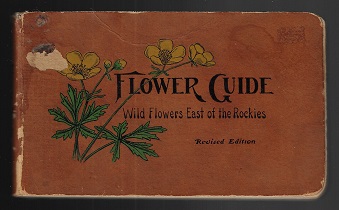 FLOWER GUIDE
Wild Flowers East of the Rockies
Revised Edition